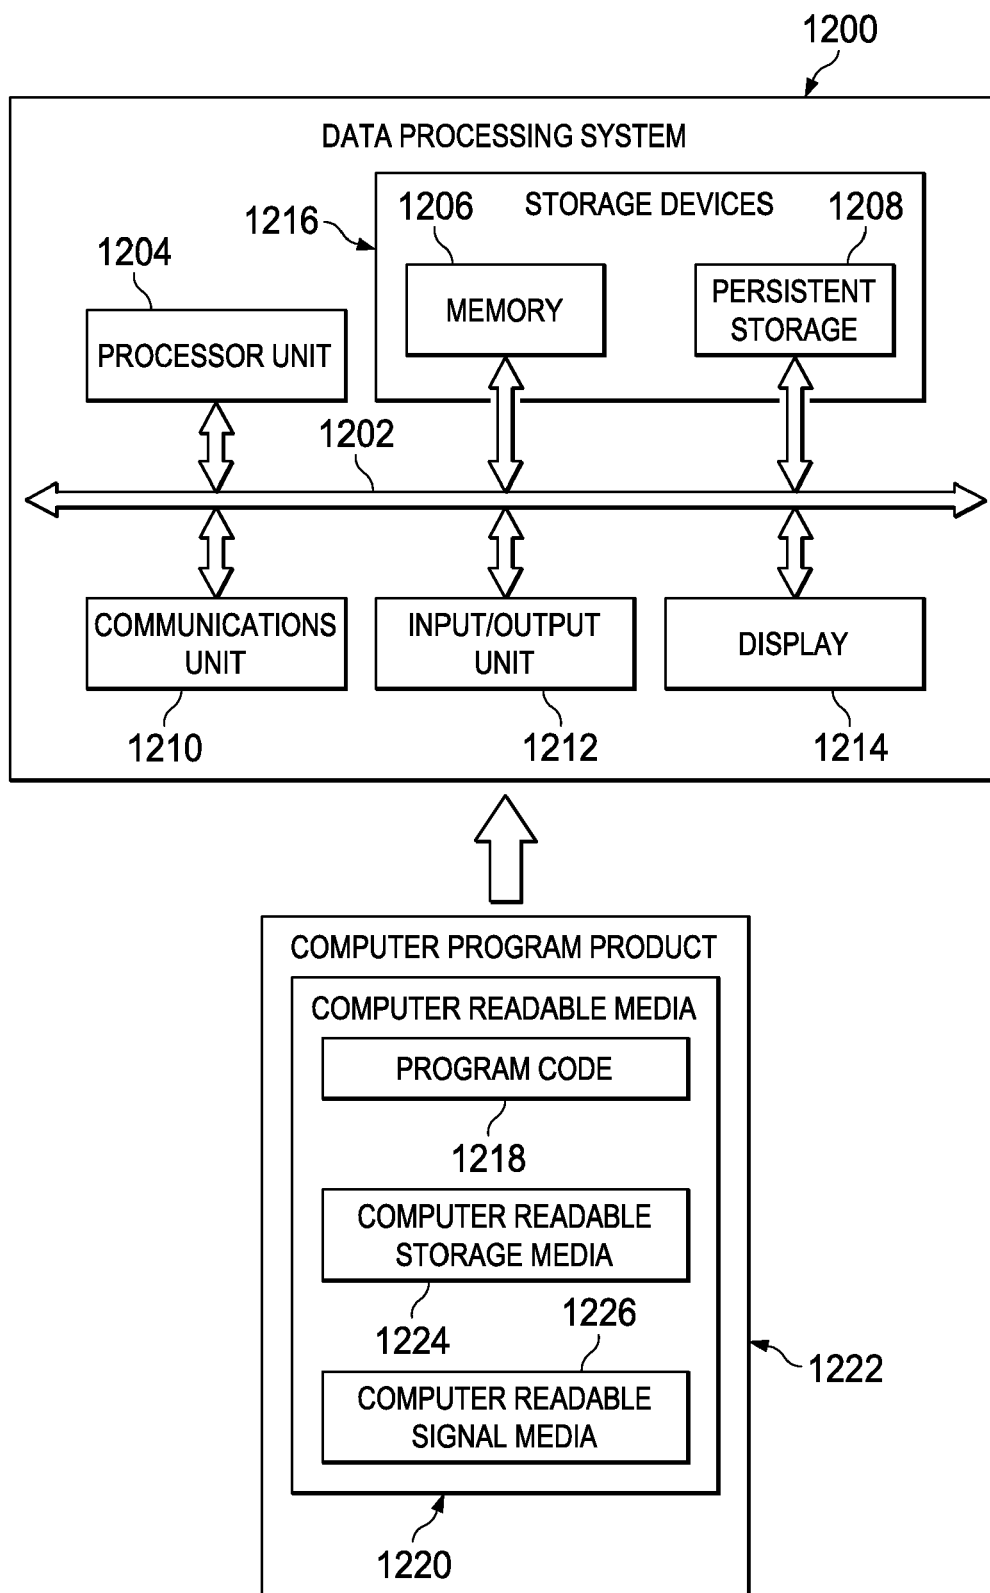 1200
DATA PROCESSING SYSTEM
1216
1206
STORAGE DEVICES
1208
1204
MEMORY
PERSISTENT
STORAGE
PROCESSOR UNIT
1202
COMMUNICATIONS
UNIT
INPUT/OUTPUT
UNIT
DISPLAY
1210
1212
1214
COMPUTER PROGRAM PRODUCT
COMPUTER READABLE MEDIA
PROGRAM CODE
1218
COMPUTER READABLE
STORAGE MEDIA
1224
1226
1222
COMPUTER READABLE
SIGNAL MEDIA
1220